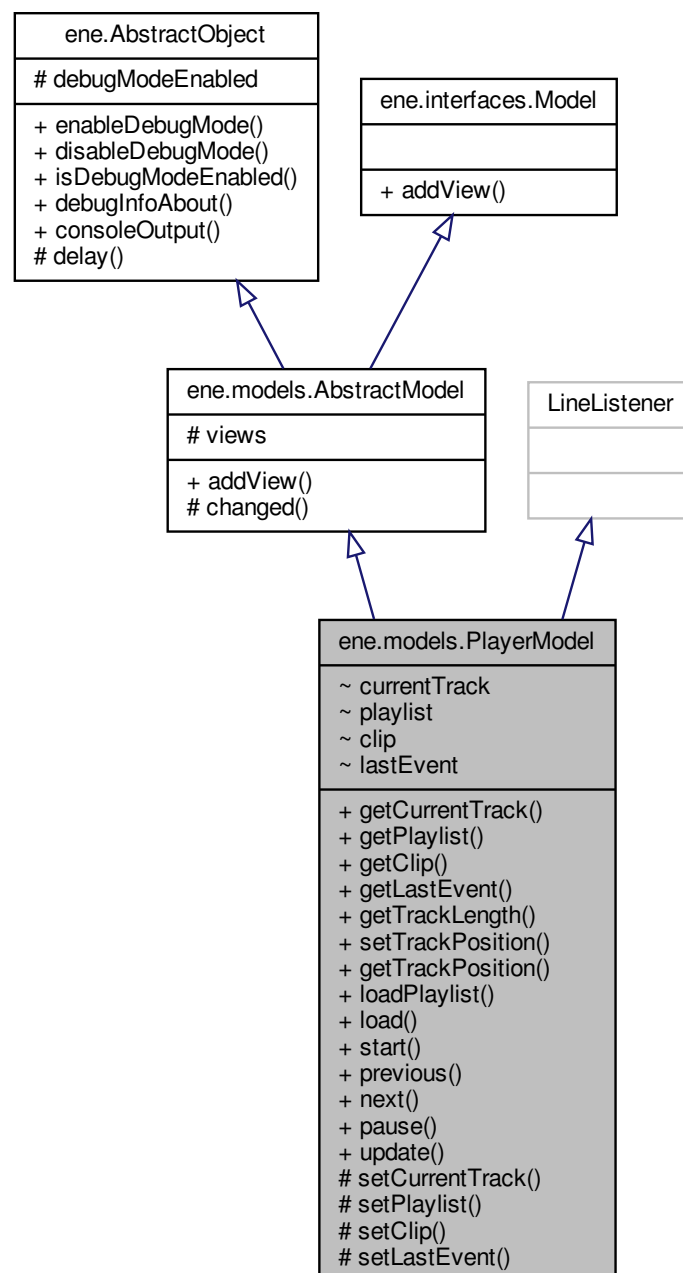 ene.AbstractObject
# debugModeEnabled
+ enableDebugMode()
+ disableDebugMode()
+ isDebugModeEnabled()
+ debugInfoAbout()
+ consoleOutput()
# delay()
ene.interfaces.Model
+ addView()
ene.models.AbstractModel
# views
+ addView()
# changed()
LineListener
ene.models.PlayerModel
~ currentTrack
~ playlist
~ clip
~ lastEvent
+ getCurrentTrack()
+ getPlaylist()
+ getClip()
+ getLastEvent()
+ getTrackLength()
+ setTrackPosition()
+ getTrackPosition()
+ loadPlaylist()
+ load()
+ start()
+ previous()
+ next()
+ pause()
+ update()
# setCurrentTrack()
# setPlaylist()
# setClip()
# setLastEvent()